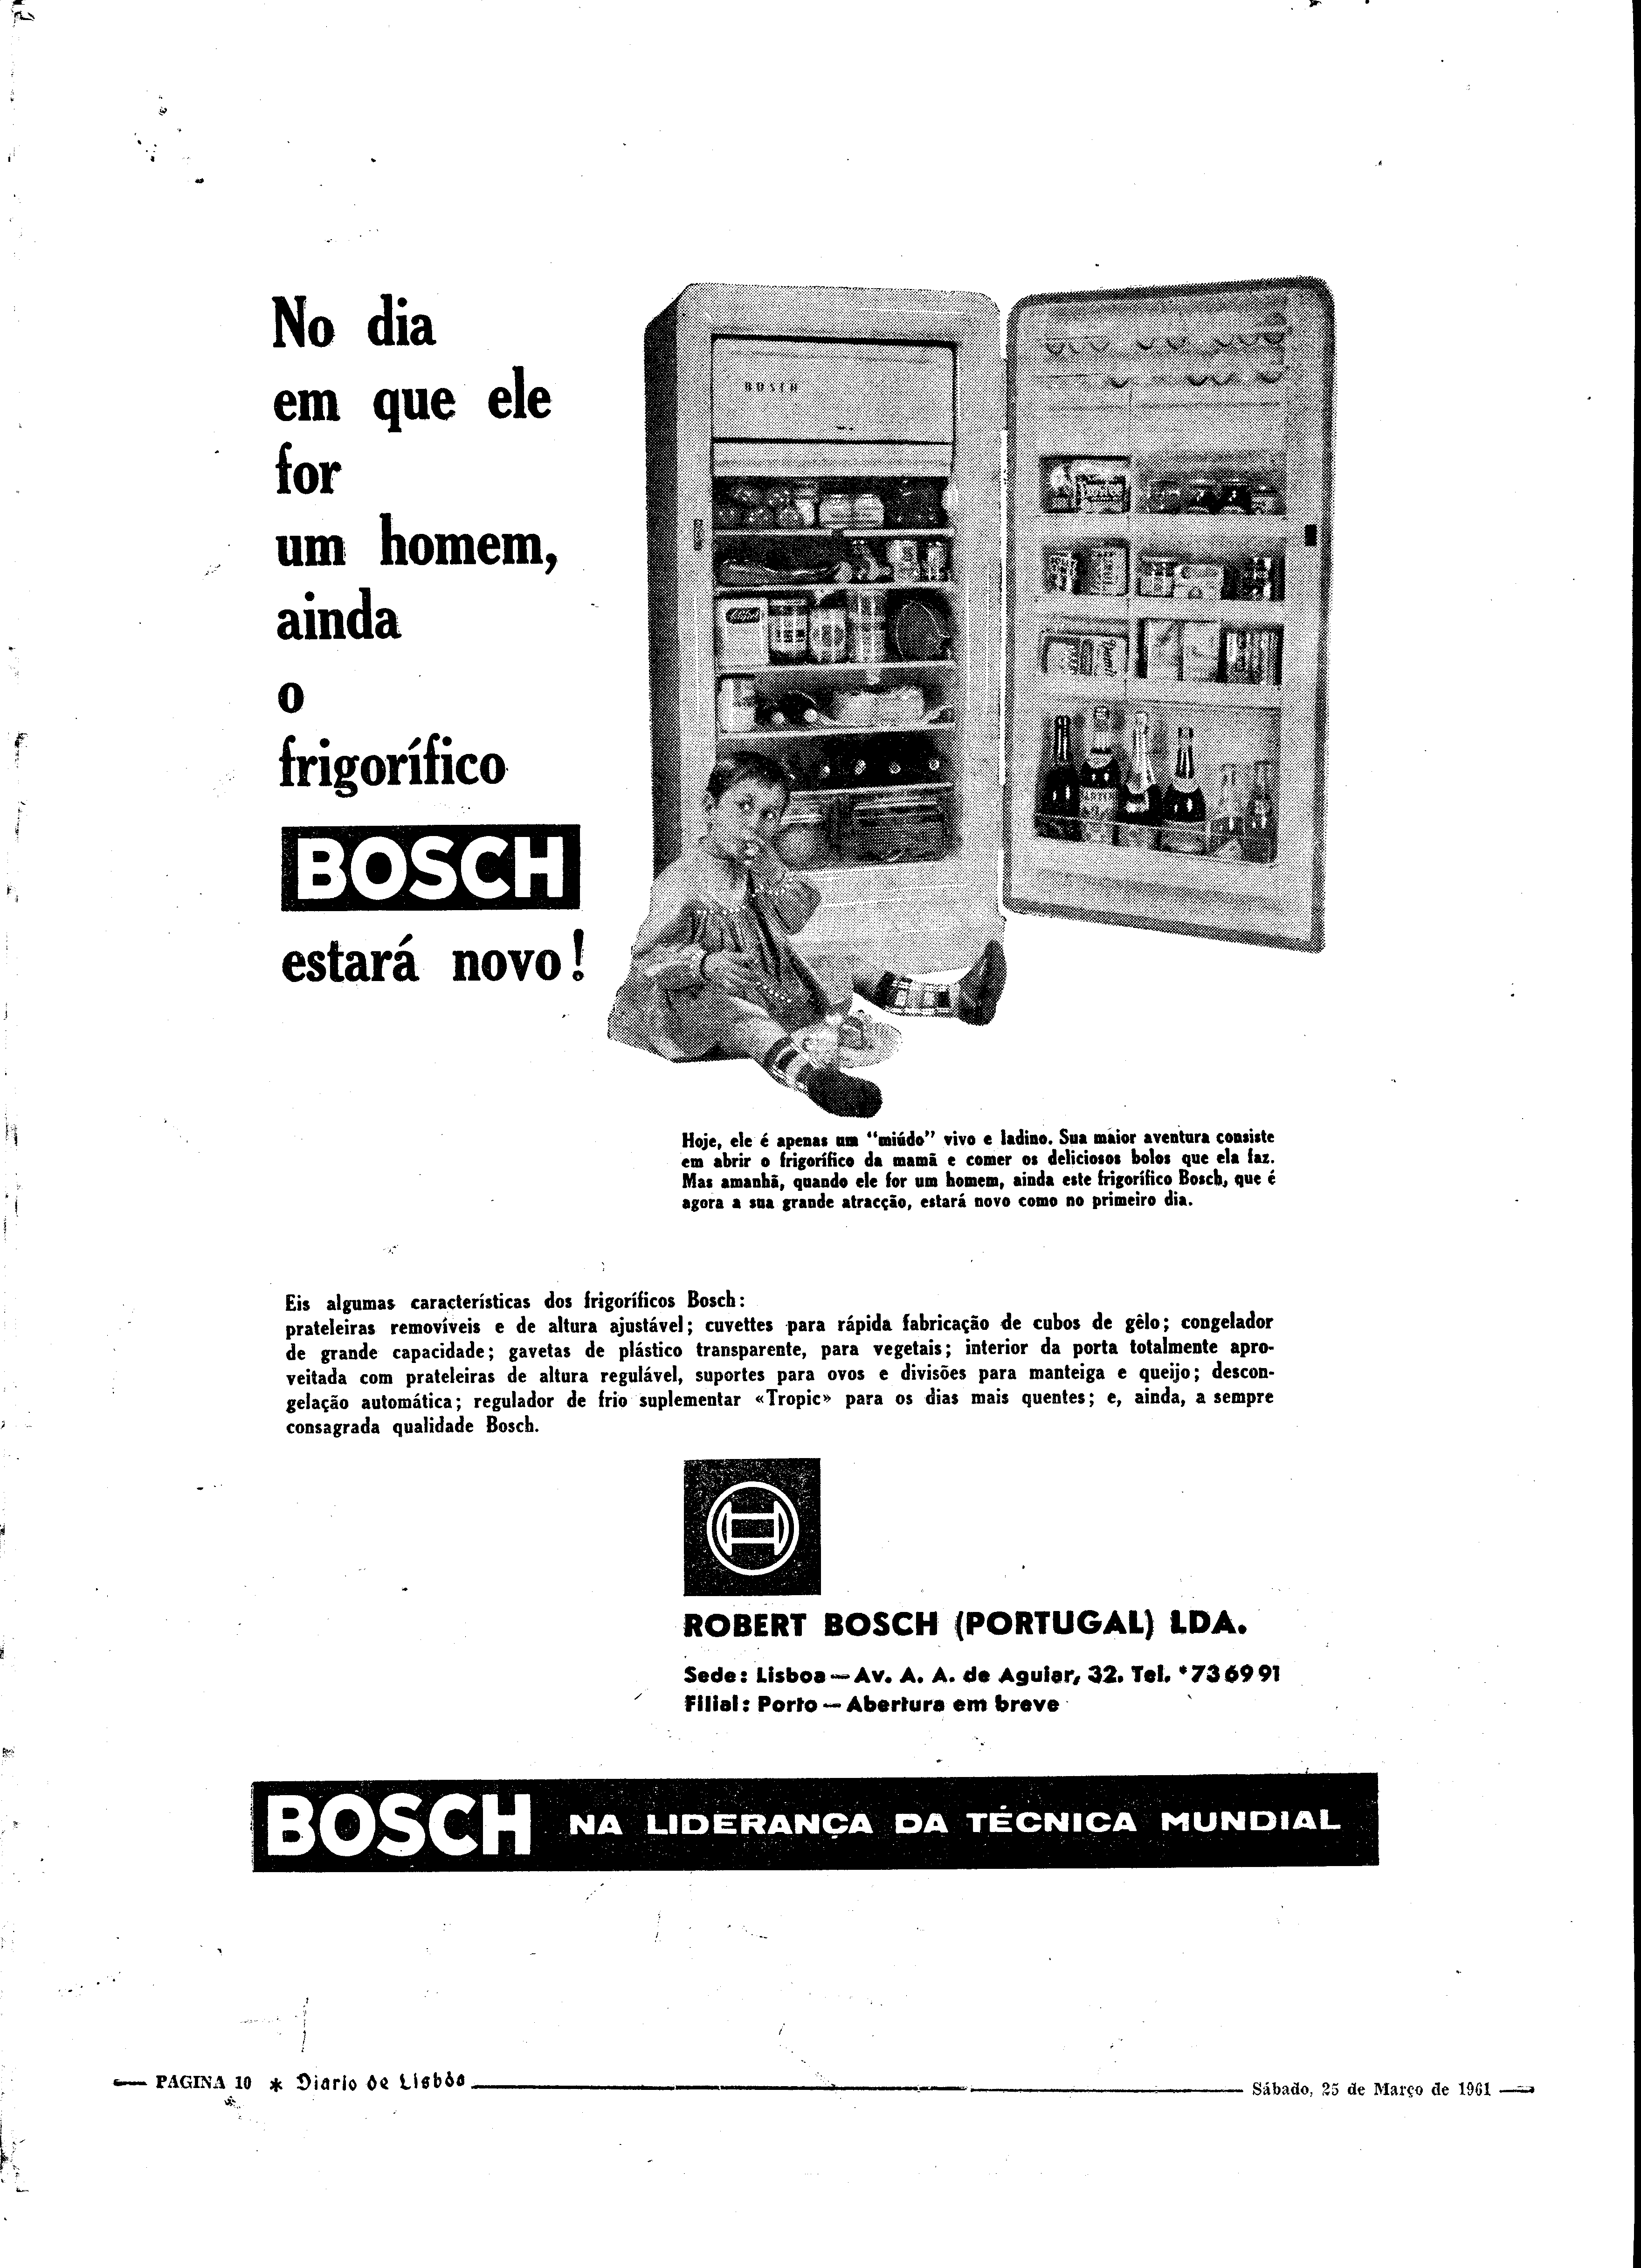 No dia
em que ele
for
um homem,
ainda
o
frigorífico
BOSCH
estará novo!
BOSCH
Hoje, ele é apenas um “miúdo” vivo e ladino. Sua maior aventura consiste
em abrir o frigorífico da mamã e comer os deliciosos bolos que ela faz.
Mas amanhã, quando ele for um homem, ainda este frigorífico Bosch, que é
agora a sua grande atracção, estará novo como no primeiro dia.
Eis algumas características dos frigoríficos Bosch:
prateleiras removíveis e de altura ajustável; cuvettes para rápida fabricação de cubos de gêlo; congelador
de grande capacidade; gavetas de plástico transparente, para vegetais; interior da porta totalmente apro-
veitada com prateleiras de altura regulável, suportes para ovos e divisões para manteiga e queijo; descon-
gelação automática; regulador de frio suplementar «Tropic» para os dias mais quentes; e, ainda, a sempre
consagrada qualidade Bosch.
ROBERT BOSCH (PORTUGAL) LDA.
Sede: Lisboa — Av. A. A. de Aguiar, 32. Tel. *73 69 91
Filial: Porto — Abertura em breve
BOSCH NA LIDERANÇA DA TÉCNICA MUNDIAL
PAGINA 10 * Diario de Lisbôa
Sábado, 25 de Março de 1961